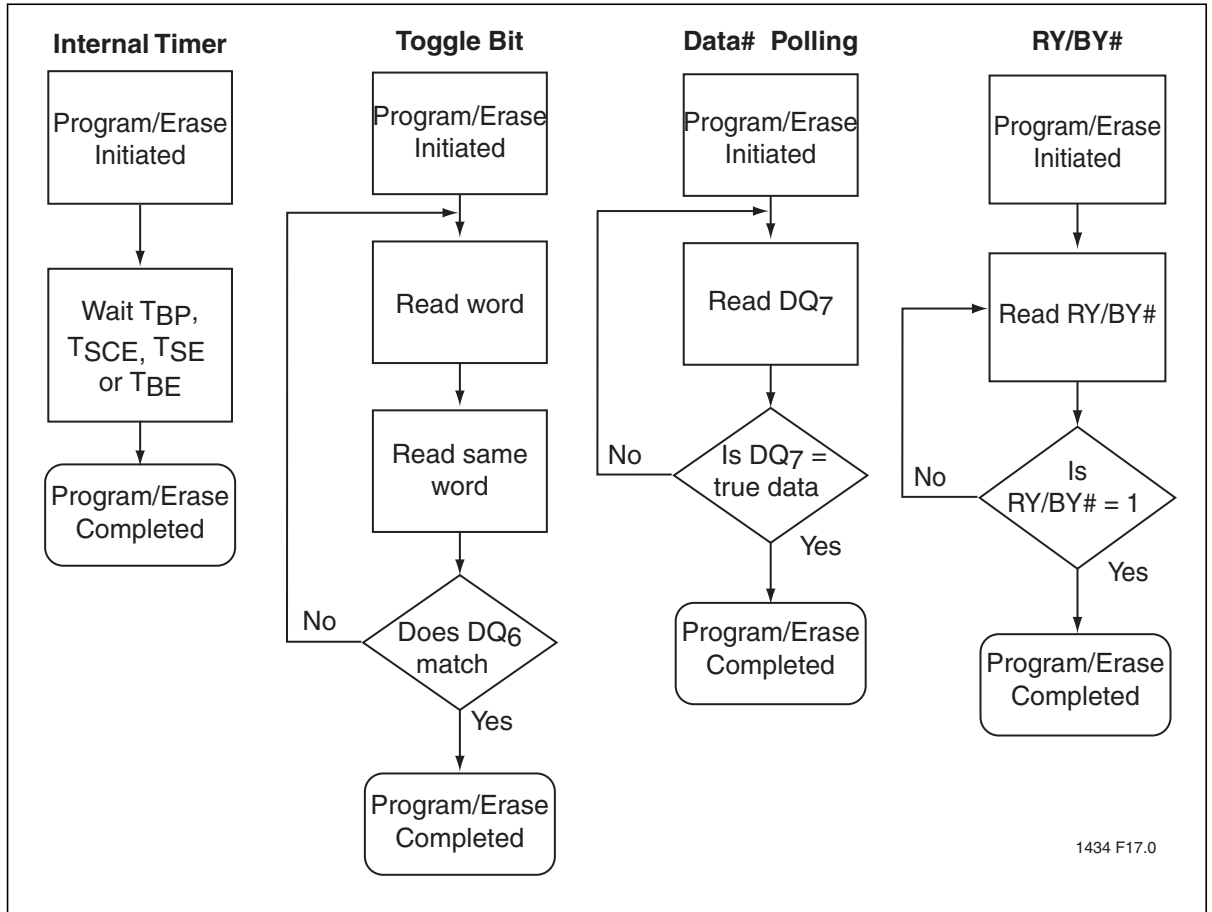 Internal Timer
Program/Erase
Initiated
Wait TBP,
TSCE, TSE
or TBE
Program/Erase
Completed
Toggle Bit
Program/Erase
Initiated
Read word
Read same
word
Does DQ6
match
No
Yes
Program/Erase
Completed
Data# Polling
Program/Erase
Initiated
Read DQ7
Is DQ7 =
true data
No
Yes
Program/Erase
Completed
RY/BY#
Program/Erase
Initiated
Read RY/BY#
Is
RY/BY# = 1
No
Yes
Program/Erase
Completed
1434 F17.0